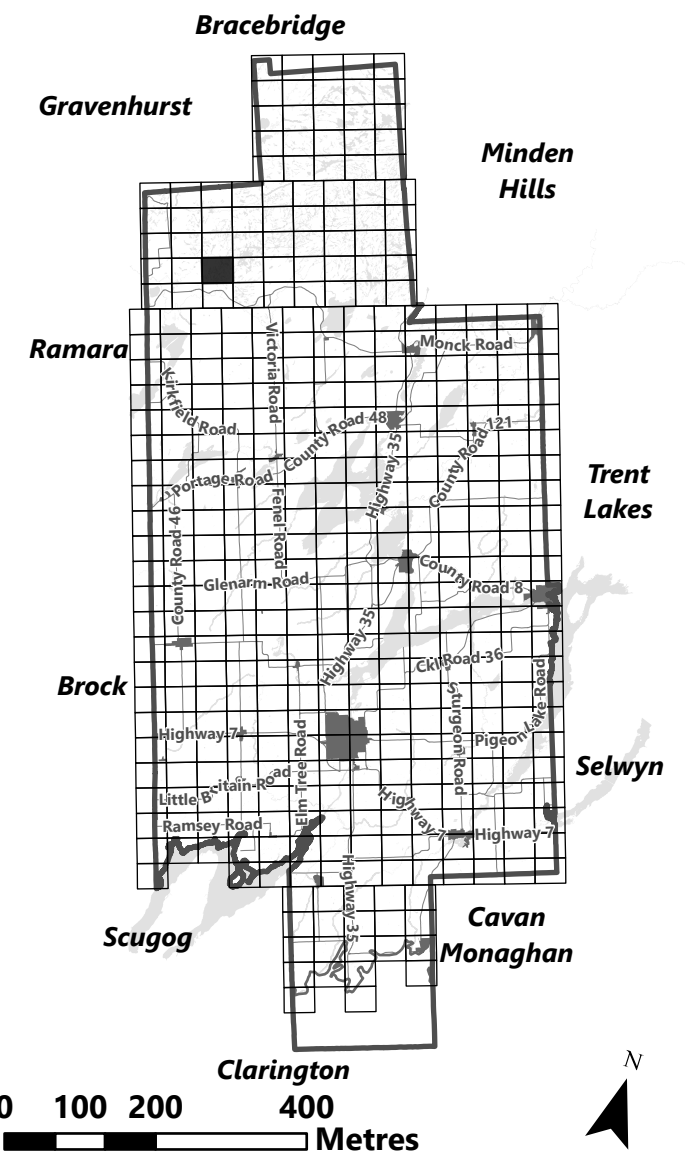 Bracebridge
Gravenhurst
Minden
Hills
Ramara
Monck Road
Victoria Road
Kirkfield Road
County Road 48
County Road 121
Highway 35
Trent
Lakes
Portage Road
Fenel Road
County Road 46
Glenarm Road
County Road 8
Highway 35
Ckl Road 36
Brock
Sturgeon Road
Pigeon Lake Road
Highway 7
Elm Tree Road
Selwyn
Little Britain Road
Highway 7
Ramsey Road
Highway 7
Highway 35
Scugog
Cavan
Monaghan
Clarington
N
0 100 200 400
Metres